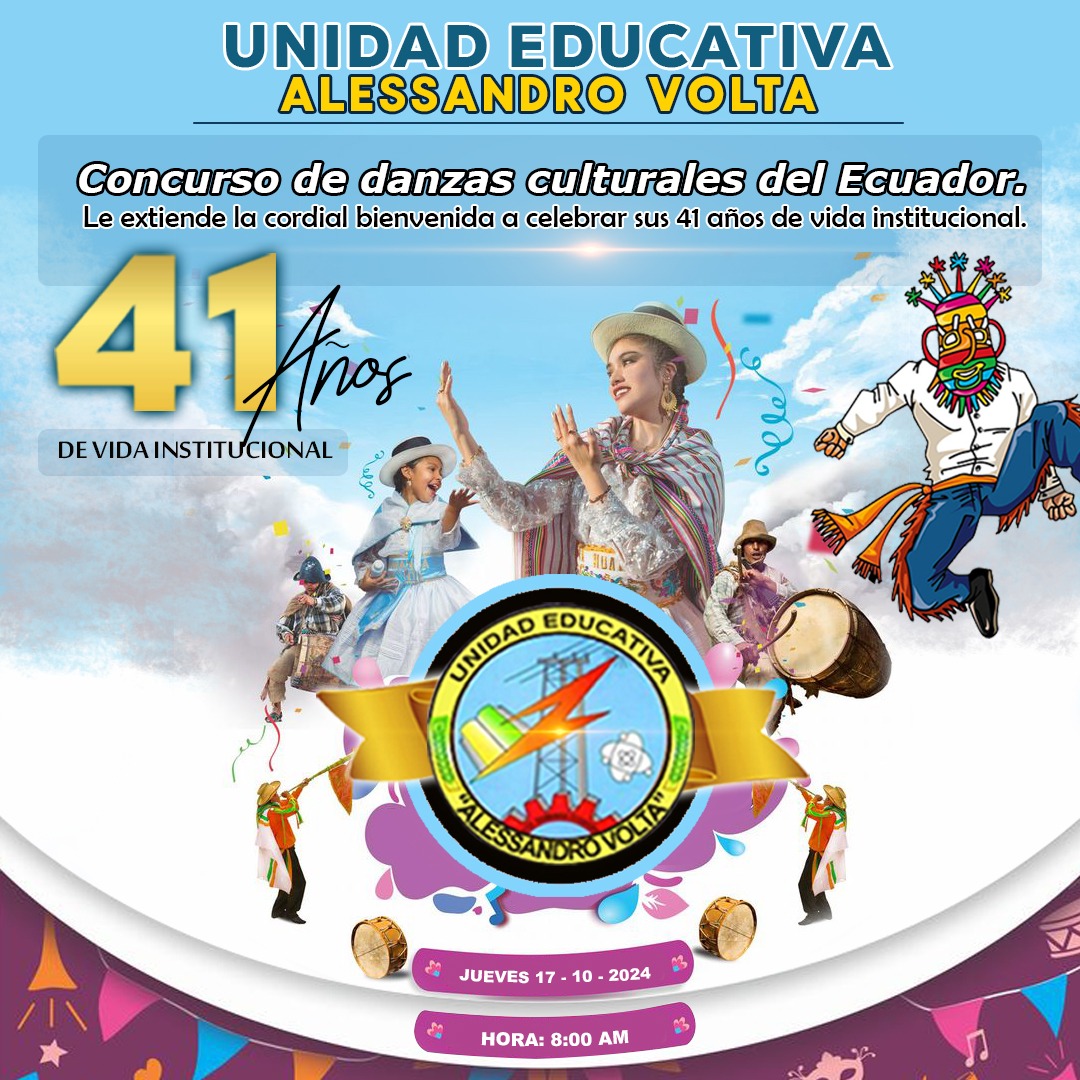 UNIDAD EDUCATIVA
ALESSANDRO VOLTA
Concurso de danzas culturales del Ecuador.
Le extiende la cordial bienvenida a celebrar sus 41 años de vida institucional.
41 Años
DE VIDA INSTITUCIONAL
UNIDAD EDUCATIVA
"ALESSANDRO VOLTA"
JUEVES 17 - 10 - 2024
HORA: 8:00 AM